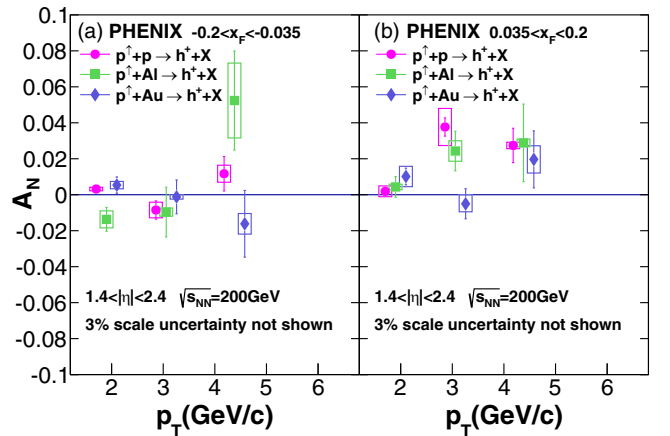 (a) PHENIX -0.2<x_F<-0.035
p↑+p → h⁺+X
p↑+Al → h⁺+X
p↑+Au → h⁺+X
1.4<|η|<2.4 √s_NN=200GeV
3% scale uncertainty not shown
(b) PHENIX 0.035<x_F<0.2
p↑+p → h⁺+X
p↑+Al → h⁺+X
p↑+Au → h⁺+X
1.4<|η|<2.4 √s_NN=200GeV
3% scale uncertainty not shown
A_N
0.1
0.08
0.06
0.04
0.02
0
-0.02
-0.04
-0.06
-0.08
-0.1
2 3 4 5 6
2 3 4 5 6
p_T(GeV/c)
p_T(GeV/c)